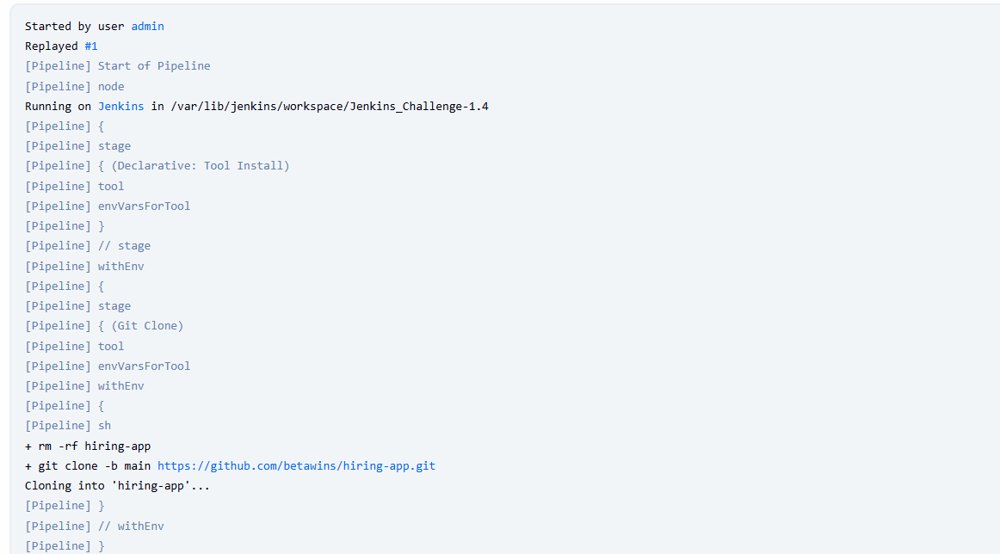 Started by user admin
Replayed #1
[Pipeline] Start of Pipeline
[Pipeline] node
Running on Jenkins in /var/lib/jenkins/workspace/Jenkins_Challenge-1.4
[Pipeline] {
[Pipeline] stage
[Pipeline] { (Declarative: Tool Install)
[Pipeline] tool
[Pipeline] envVarsForTool
[Pipeline] }
[Pipeline] // stage
[Pipeline] withEnv
[Pipeline] {
[Pipeline] stage
[Pipeline] { (Git Clone)
[Pipeline] tool
[Pipeline] envVarsForTool
[Pipeline] withEnv
[Pipeline] {
[Pipeline] sh
+ rm -rf hiring-app
+ git clone -b main https://github.com/betawins/hiring-app.git
Cloning into 'hiring-app'...
[Pipeline] }
[Pipeline] // withEnv
[Pipeline] }